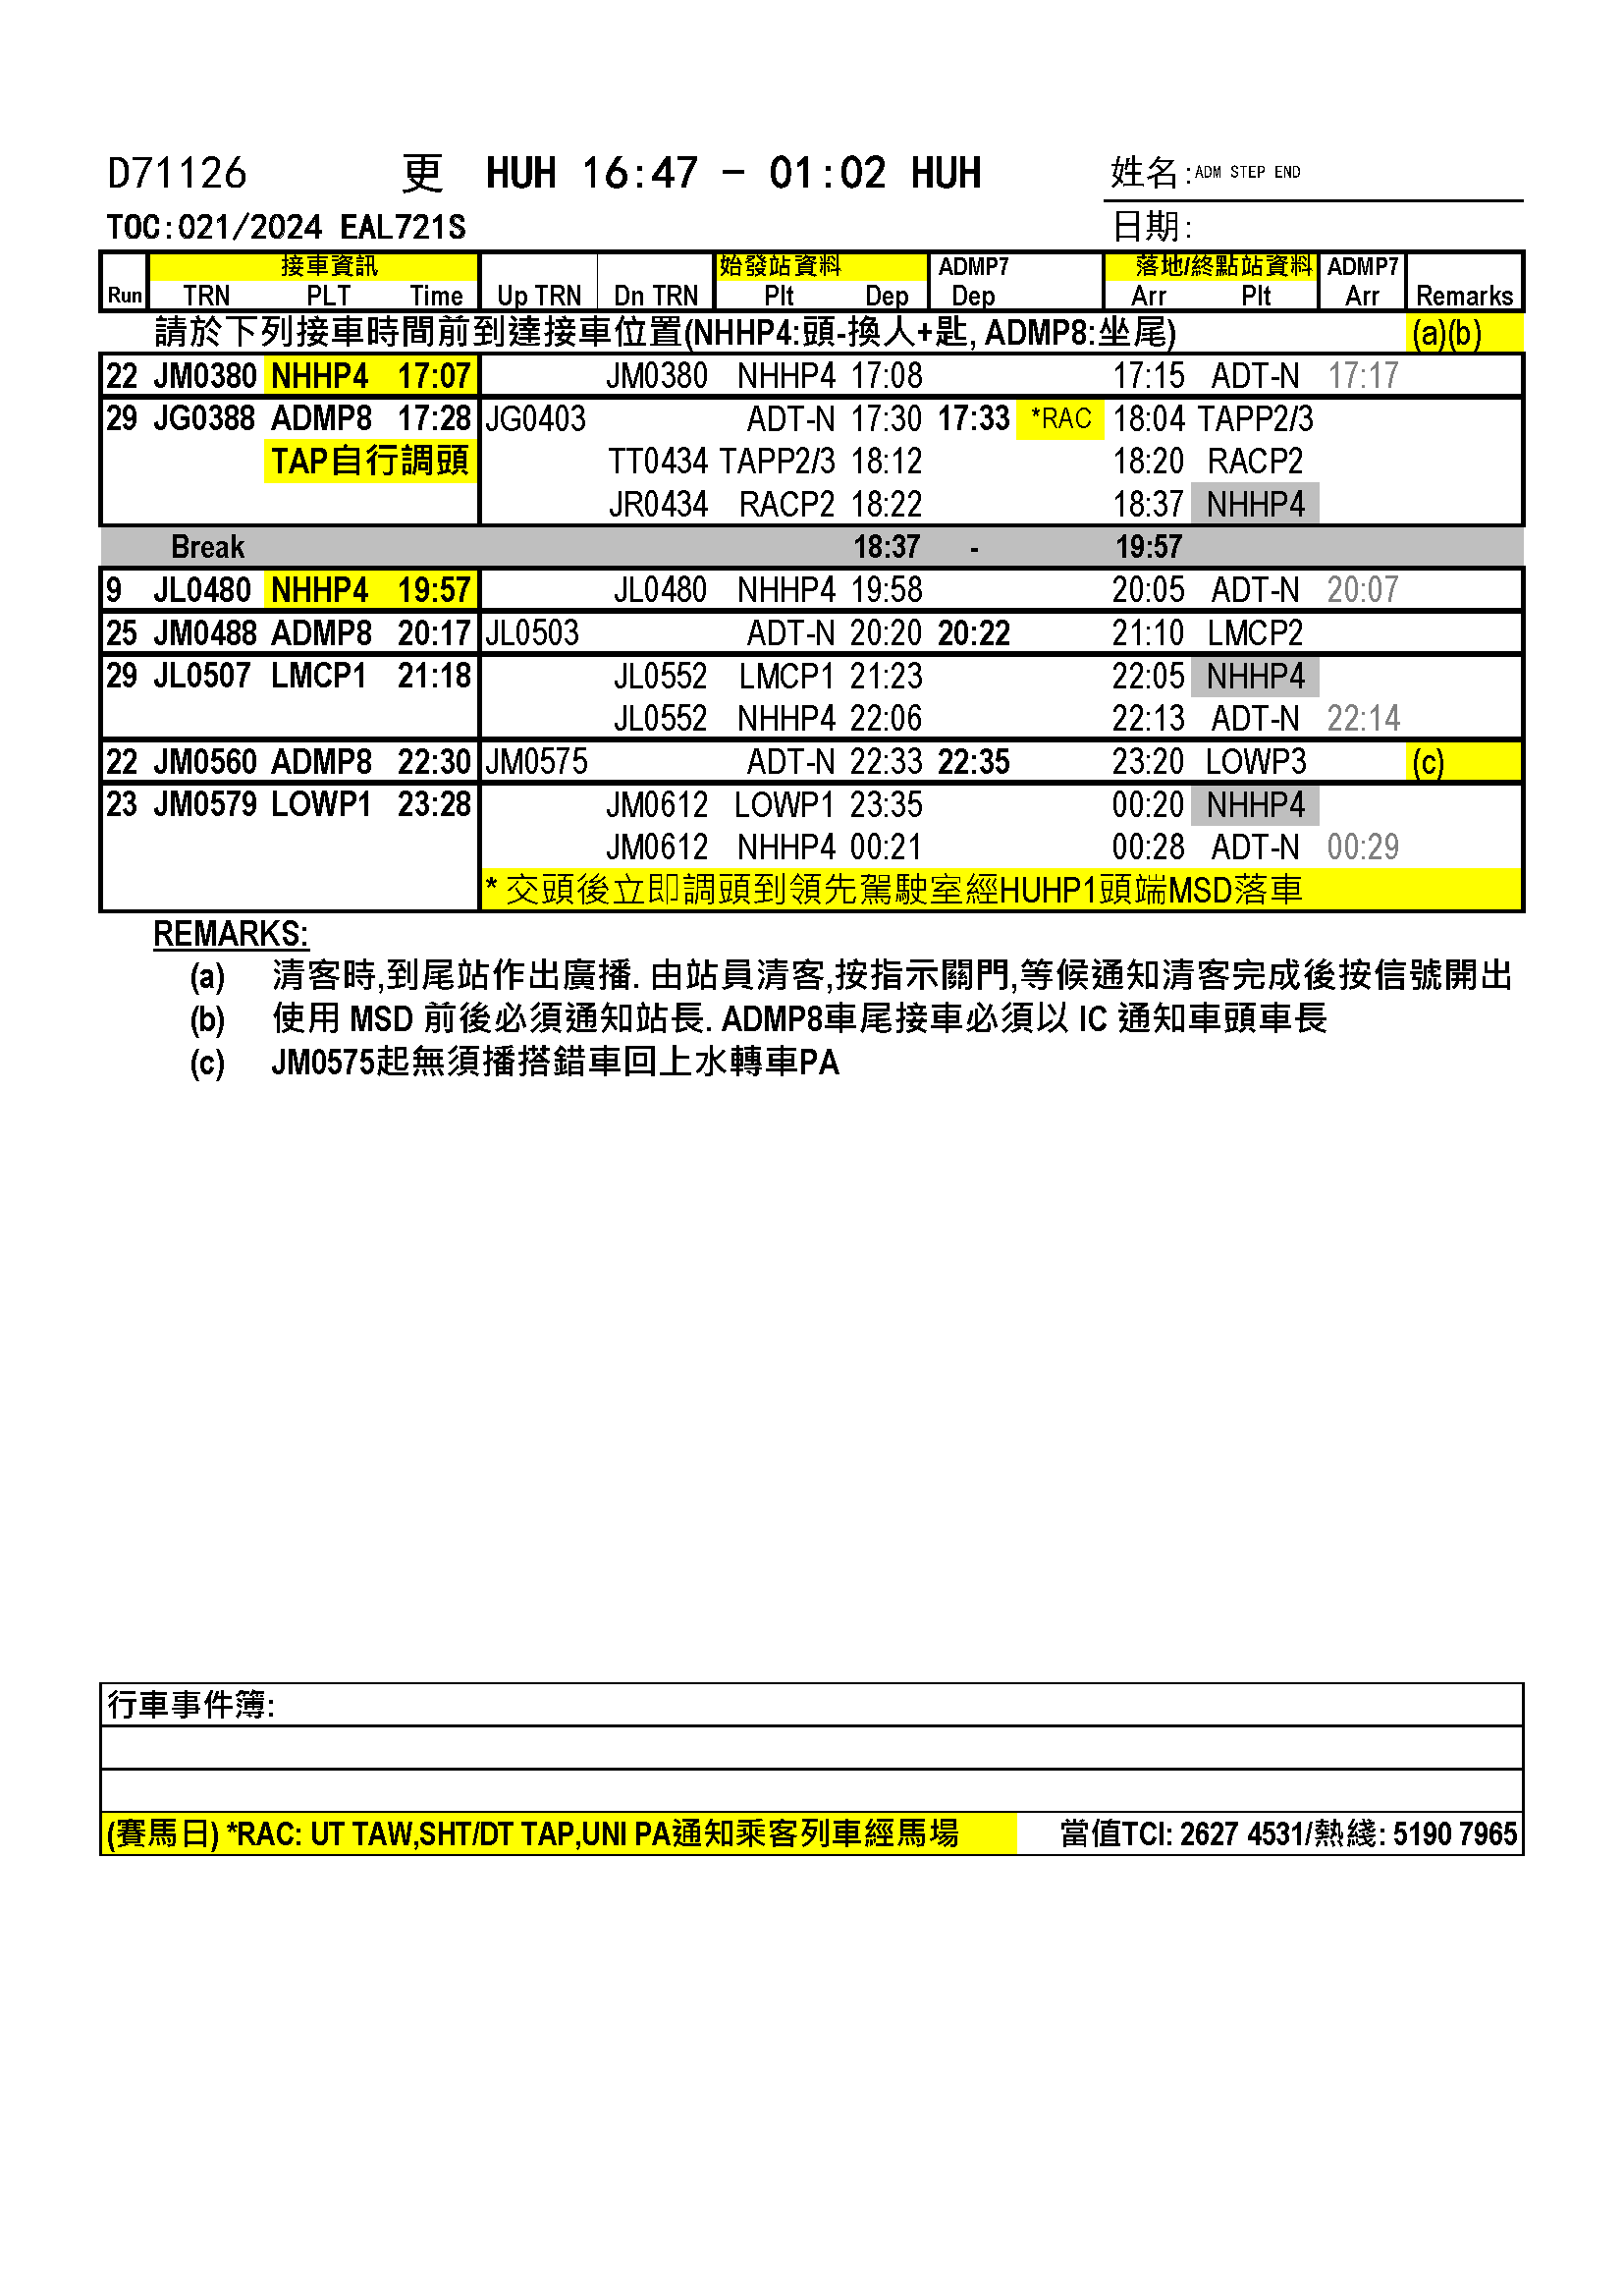 D71126 更 HUH 16:47 - 01:02 HUH 姓名:ADM STEP END
TOC:021/2024 EAL721S 日期:
接車資訊 始發站資料 ADMP7 落地/終點站資料 ADMP7
Run TRN PLT Time Up TRN Dn TRN Plt Dep Dep Arr Plt Arr Remarks
請於下列接車時間前到達接車位置(NHHP4:頭-換人+匙, ADMP8:坐尾) (a)(b)
22 JM0380 NHHP4 17:07 JM0380 NHHP4 17:08 17:15 ADT-N 17:17
29 JG0388 ADMP8 17:28 JG0403 ADT-N 17:30 17:33 *RAC 18:04 TAPP2/3
TAP自行調頭 TT0434 TAPP2/3 18:12 18:20 RACP2
JR0434 RACP2 18:22 18:37 NHHP4
Break 18:37 - 19:57
9 JL0480 NHHP4 19:57 JL0480 NHHP4 19:58 20:05 ADT-N 20:07
25 JM0488 ADMP8 20:17 JL0503 ADT-N 20:20 20:22 21:10 LMCP2
29 JL0507 LMCP1 21:18 JL0552 LMCP1 21:23 22:05 NHHP4
JL0552 NHHP4 22:06 22:13 ADT-N 22:14
22 JM0560 ADMP8 22:30 JM0575 ADT-N 22:33 22:35 23:20 LOWP3 (c)
23 JM0579 LOWP1 23:28 JM0612 LOWP1 23:35 00:20 NHHP4
JM0612 NHHP4 00:21 00:28 ADT-N 00:29
* 交頭後立即調頭到領先駕駛室經HUHP1頭端MSD落車
REMARKS:
(a) 清客時,到尾站作出廣播. 由站員清客,按指示關門,等候通知清客完成後按信號開出
(b) 使用 MSD 前後必須通知站長. ADMP8車尾接車必須以 IC 通知車頭車長
(c) JM0575起無須播搭錯車回上水轉車PA
行車事件簿:
(賽馬日) *RAC: UT TAW,SHT/DT TAP,UNI PA通知乘客列車經馬場 當值TCI: 2627 4531/熱綫: 5190 7965